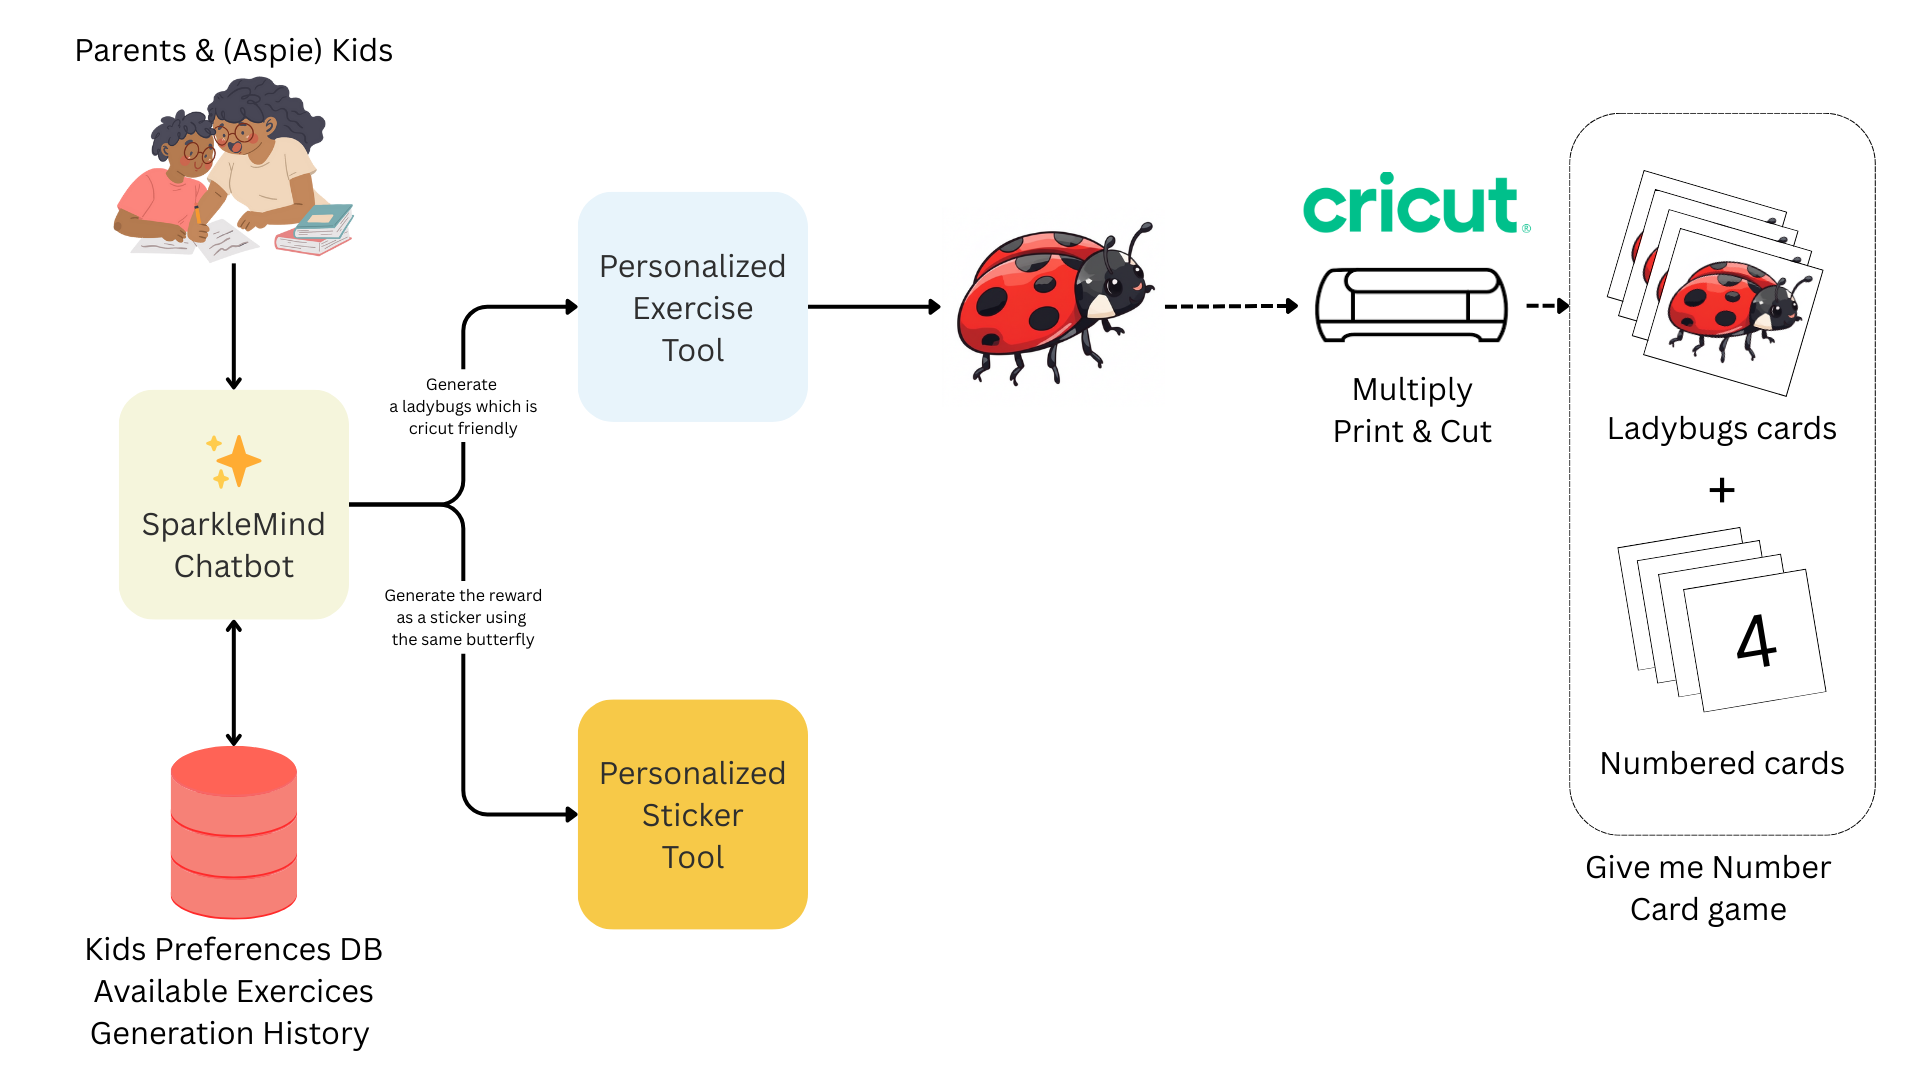 Parents & (Aspie) Kids
SparkleMind
Chatbot
Kids Preferences DB
Available Exercices
Generation History
Generate
a ladybugs which is
cricut friendly
Generate the reward
as a sticker using
the same butterfly
Personalized
Exercise
Tool
Personalized
Sticker
Tool
cricut®
Multiply
Print & Cut
Ladybugs cards
+
4
Numbered cards
Give me Number
Card game